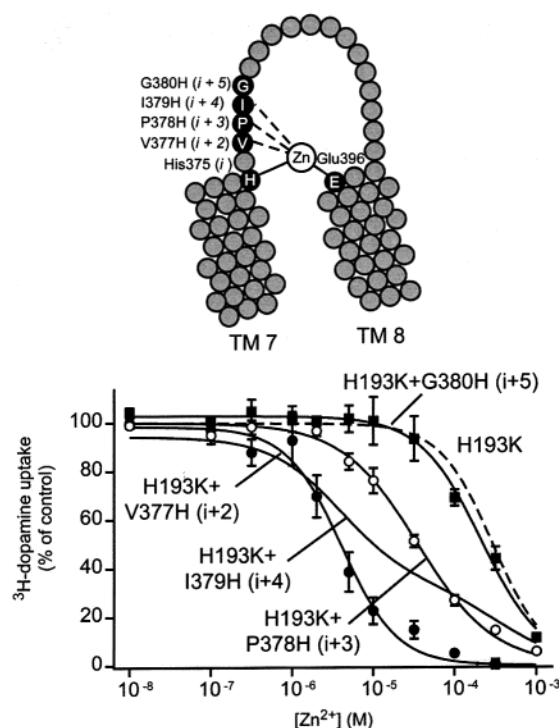 G380H (i + 5) G
I379H (i + 4) I
P378H (i + 3) P
V377H (i + 2) V
Zn Glu396
His375 (i)
H E
TM 7 TM 8
H193K+G380H (i+5)
H193K
H193K+
V377H (i+2)
H193K+
I379H (i+4)
H193K+
P378H (i+3)
³H-dopamine uptake
(% of control)
100
80
60
40
20
0
10⁻⁸ 10⁻⁷ 10⁻⁶ 10⁻⁵ 10⁻⁴ 10⁻³
[Zn²⁺] (M)